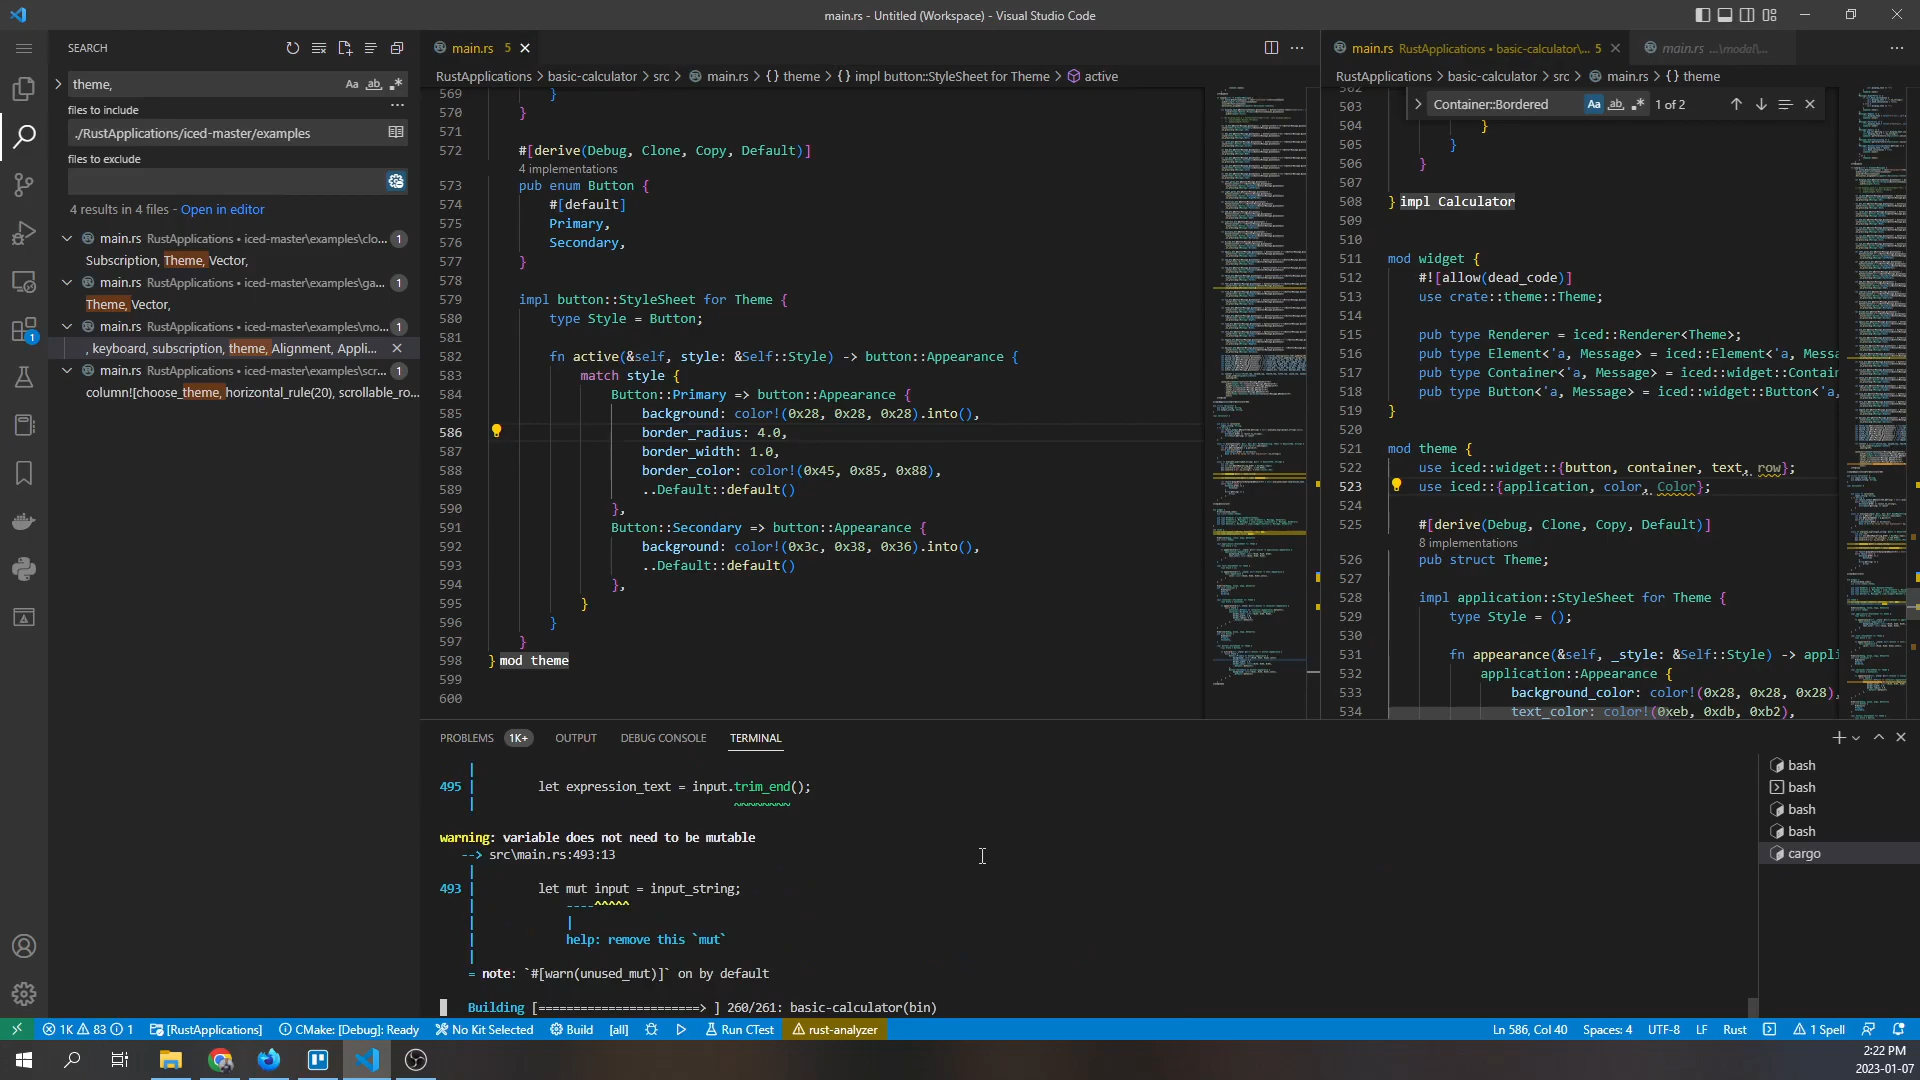 main.rs - Untitled (Workspace) - Visual Studio Code
SEARCH
theme,
Aa ab .*
files to include
./RustApplications/iced-master/examples
files to exclude
4 results in 4 files - Open in editor
main.rs RustApplications • iced-master\examples\clo... 1
Subscription, Theme, Vector,
main.rs RustApplications • iced-master\examples\ga... 1
Theme, Vector,
main.rs RustApplications • iced-master\examples\mo... 1
, keyboard, subscription, theme, Alignment, Appli...
main.rs RustApplications • iced-master\examples\scr... 1
column![choose_theme, horizontal_rule(20), scrollable_ro...
1
main.rs 5
RustApplications > basic-calculator > src > main.rs > {} theme > {} impl button::StyleSheet for Theme > active
569 }
570 }
571
572 #[derive(Debug, Clone, Copy, Default)]
4 implementations
573 pub enum Button {
574 #[default]
575 Primary,
576 Secondary,
577 }
578
579 impl button::StyleSheet for Theme {
580 type Style = Button;
581
582 fn active(&self, style: &Self::Style) -> button::Appearance {
583 match style {
584 Button::Primary => button::Appearance {
585 background: color!(0x28, 0x28, 0x28).into(),
586 border_radius: 4.0,
587 border_width: 1.0,
588 border_color: color!(0x45, 0x85, 0x88),
589 ..Default::default()
590 },
591 Button::Secondary => button::Appearance {
592 background: color!(0x3c, 0x38, 0x36).into(),
593 ..Default::default()
594 },
595 }
596 }
597 }
598 } mod theme
599
600
main.rs RustApplications • basic-calculator\... 5
main.rs ...\modal\...
RustApplications > basic-calculator > src > main.rs > {} theme
Container::Bordered Aa ab .* 1 of 2
503
504 }
505 }
506 }
507
508 } impl Calculator
509
510
511 mod widget {
512 #![allow(dead_code)]
513 use crate::theme::Theme;
514
515 pub type Renderer = iced::Renderer<Theme>;
516 pub type Element<'a, Message> = iced::Element<'a, Messa
517 pub type Container<'a, Message> = iced::widget::Contain
518 pub type Button<'a, Message> = iced::widget::Button<'a,
519 }
520
521 mod theme {
522 use iced::widget::{button, container, text, row};
523 use iced::{application, color, Color};
524
525 #[derive(Debug, Clone, Copy, Default)]
8 implementations
526 pub struct Theme;
527
528 impl application::StyleSheet for Theme {
529 type Style = ();
530
531 fn appearance(&self, _style: &Self::Style) -> appli
532 application::Appearance {
533 background_color: color!(0x28, 0x28, 0x28),
534 text_color: color!(0xeb, 0xdb, 0xb2),
PROBLEMS 1K+ OUTPUT DEBUG CONSOLE TERMINAL
|
495 | let expression_text = input.trim_end();
| ~~~~~~~~
warning: variable does not need to be mutable
--> src\main.rs:493:13
|
493 | let mut input = input_string;
| ----^^^^^
| |
| help: remove this `mut`
|
= note: `#[warn(unused_mut)]` on by default
Building [=======================> ] 260/261: basic-calculator(bin)
bash
bash
bash
bash
cargo
1K 83 1 [RustApplications] CMake: [Debug]: Ready No Kit Selected Build [all] Run CTest rust-analyzer
Ln 586, Col 40 Spaces: 4 UTF-8 LF Rust 1 Spell
2:22 PM
2023-01-07